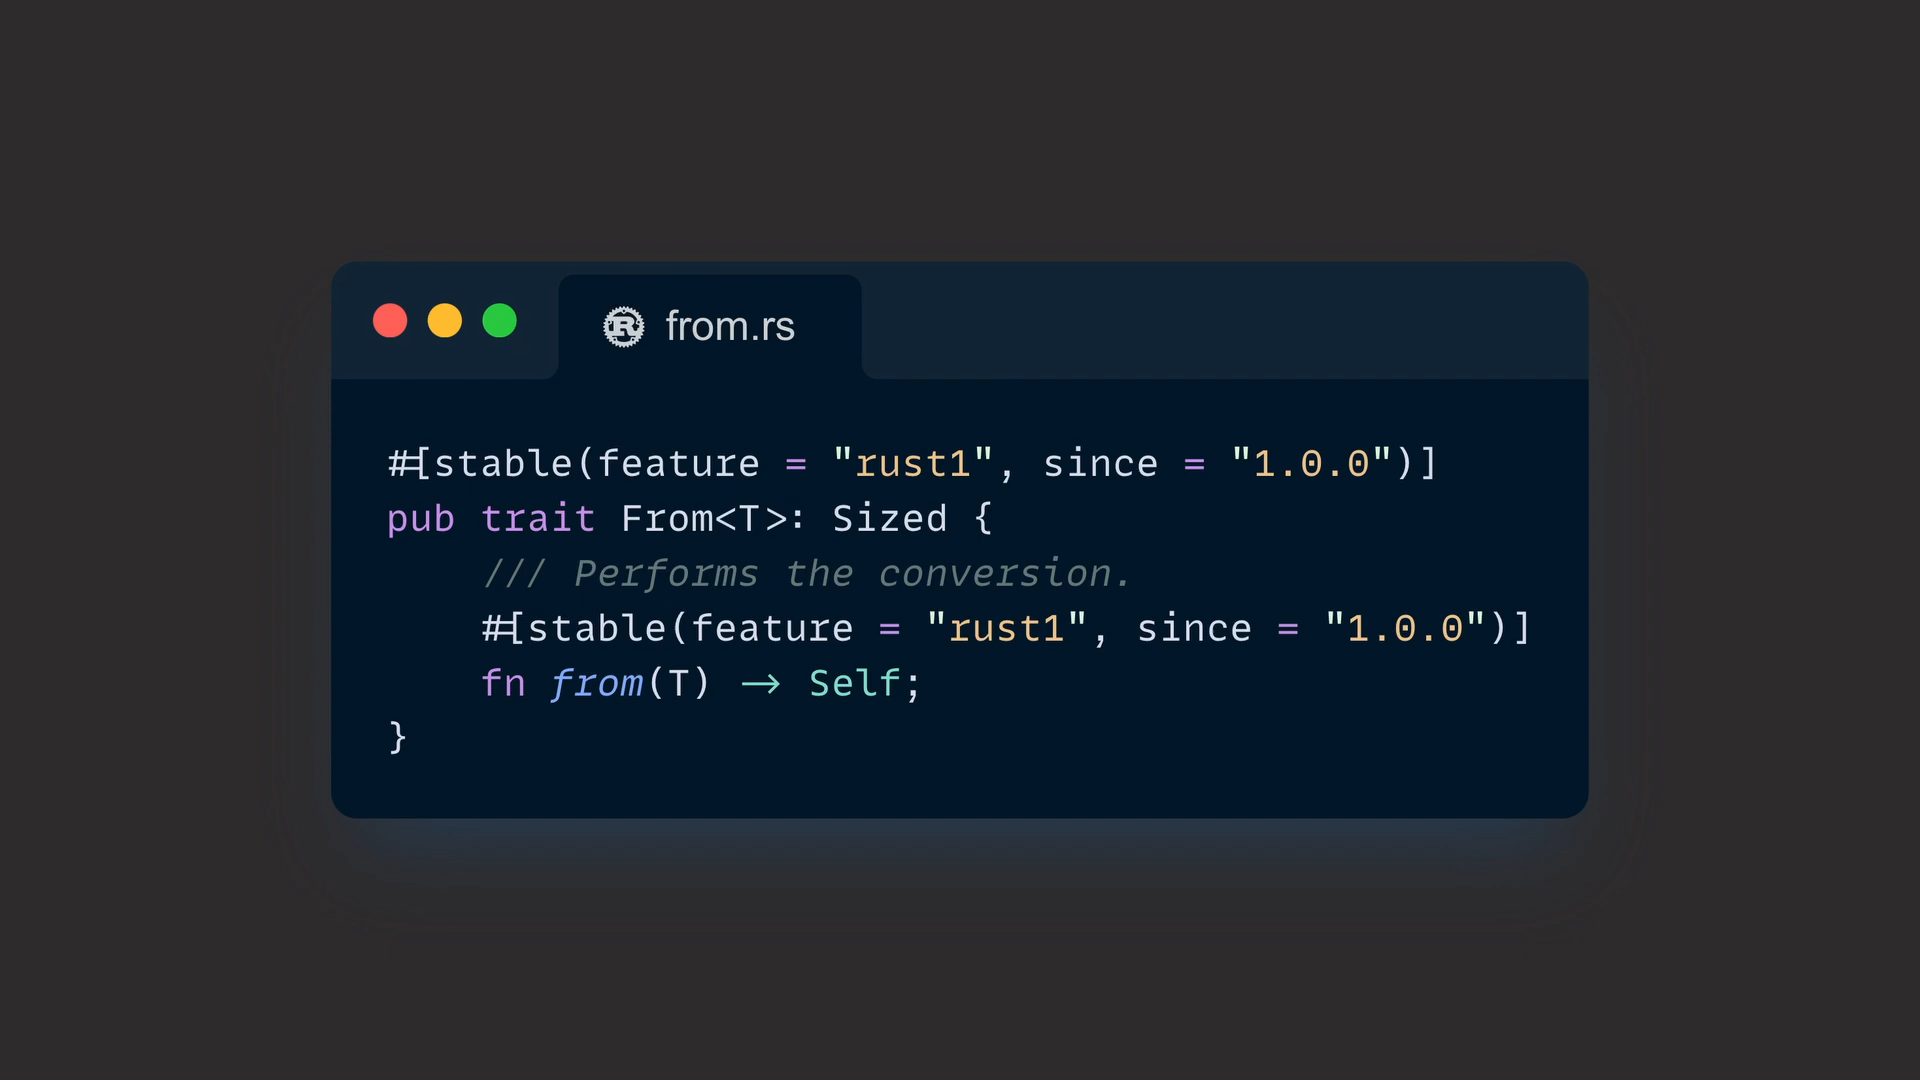 from.rs
#[stable(feature = "rust1", since = "1.0.0")]
pub trait From<T>: Sized {
    /// Performs the conversion.
    #[stable(feature = "rust1", since = "1.0.0")]
    fn from(T) -> Self;
}